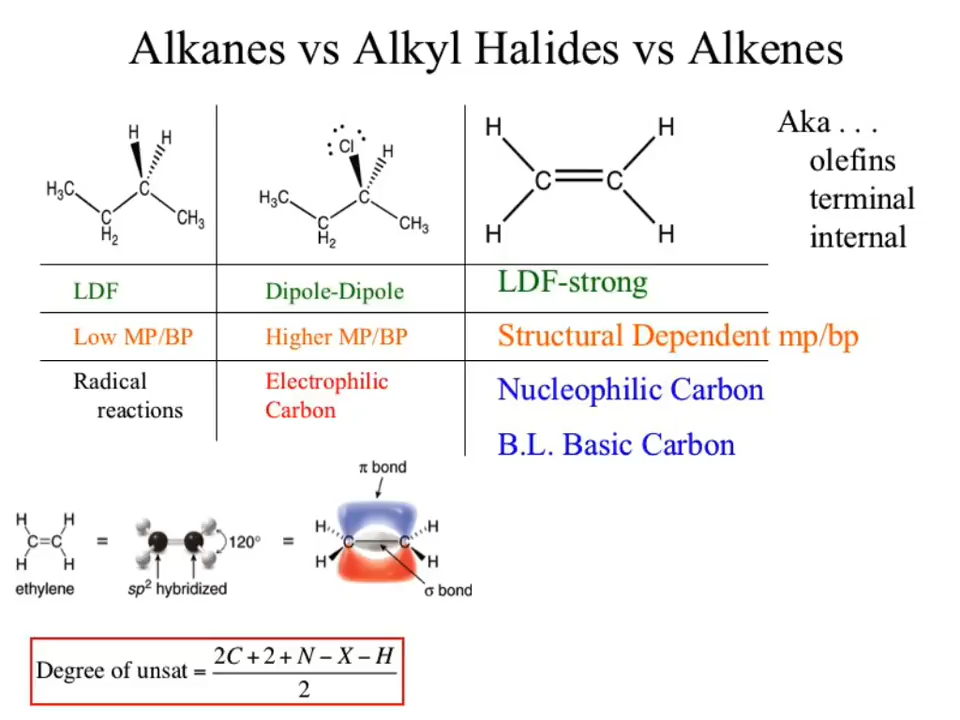 Alkanes vs Alkyl Halides vs Alkenes
H H
H₃C C CH₃
C
H₂
Cl H
H₃C C CH₃
C
H₂
H H
C C
H H
Aka . . .
olefins
terminal
internal
LDF
Dipole-Dipole
LDF-strong
Low MP/BP
Higher MP/BP
Structural Dependent mp/bp
Radical
reactions
Electrophilic
Carbon
Nucleophilic Carbon
B.L. Basic Carbon
H H
C=C
H H
ethylene
=
120°
sp² hybridized
=
π bond
H H
C C
H H
σ bond
Degree of unsat = (2C + 2 + N − X − H) / 2